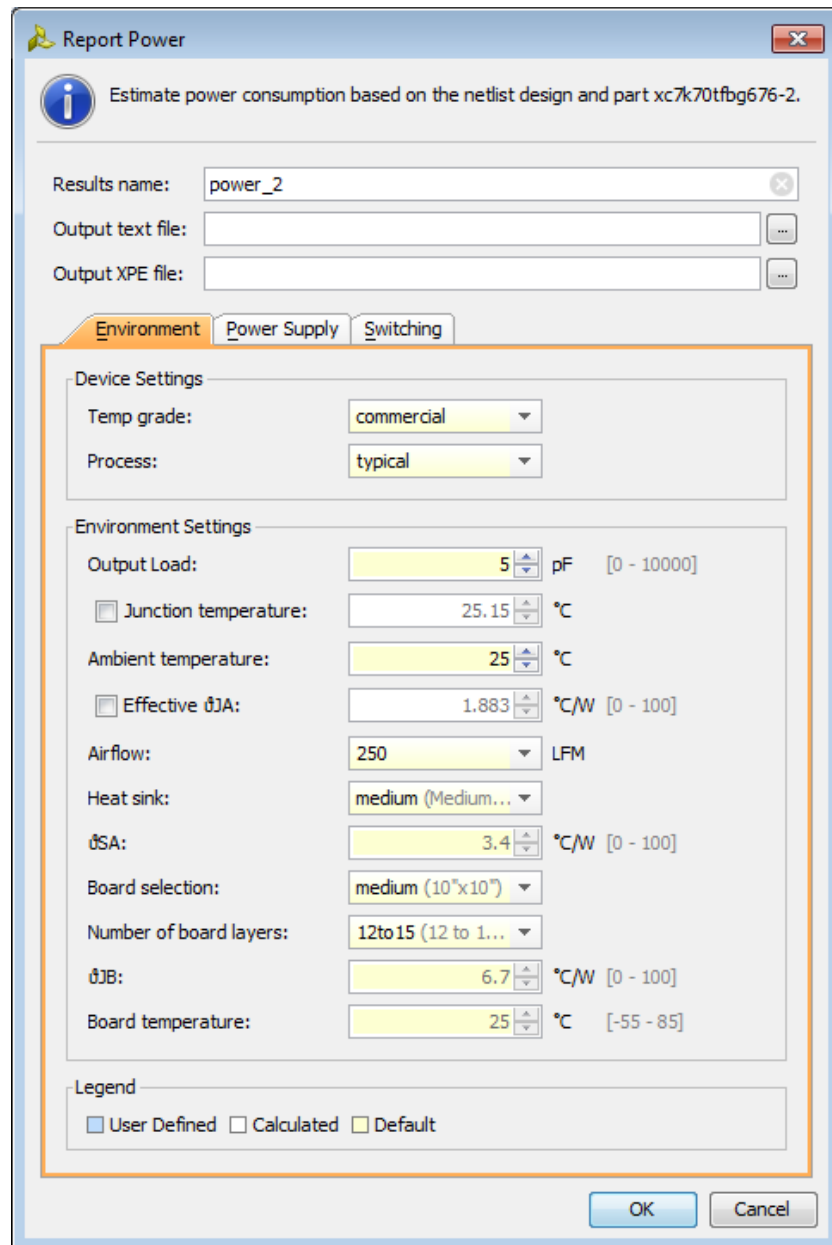 Report Power
Estimate power consumption based on the netlist design and part xc7k70tfbg676-2.
Results name: power_2
Output text file: ...
Output XPE file: ...
Environment Power Supply Switching
Device Settings
Temp grade: commercial
Process: typical
Environment Settings
Output Load: 5 pF [0 - 10000]
Junction temperature: 25.15 °C
Ambient temperature: 25 °C
Effective ϑJA: 1.883 °C/W [0 - 100]
Airflow: 250 LFM
Heat sink: medium (Medium...
ϑSA: 3.4 °C/W [0 - 100]
Board selection: medium (10"x10")
Number of board layers: 12to15 (12 to 1...
ϑJB: 6.7 °C/W [0 - 100]
Board temperature: 25 °C [-55 - 85]
Legend
User Defined Calculated Default
OK Cancel